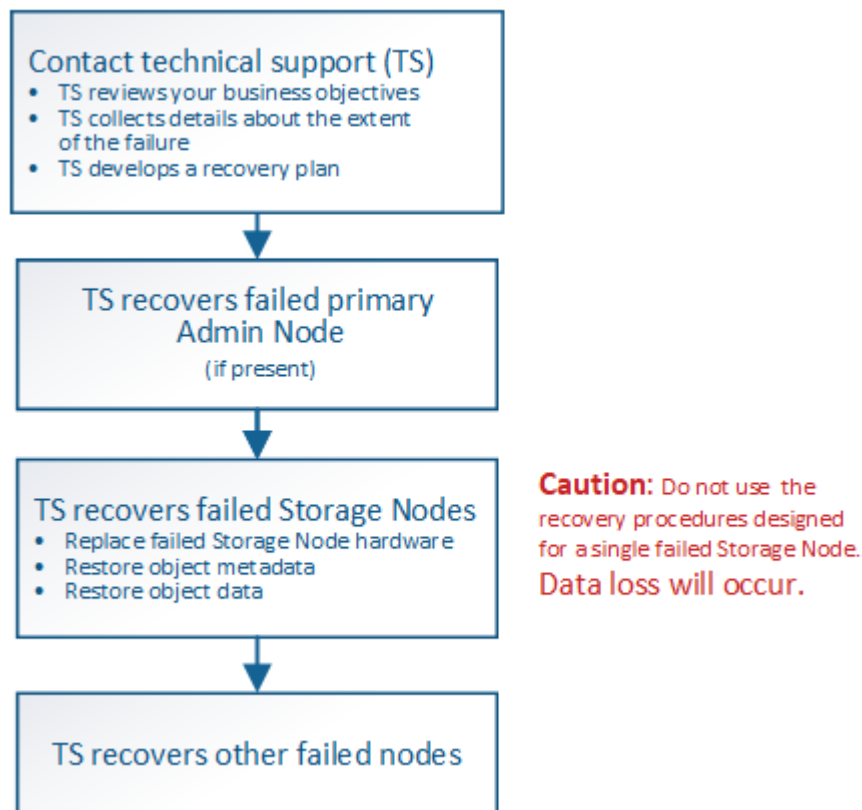 Contact technical support (TS)
• TS reviews your business objectives
• TS collects details about the extent
of the failure
• TS develops a recovery plan
TS recovers failed primary
Admin Node
(if present)
TS recovers failed Storage Nodes
• Replace failed Storage Node hardware
• Restore object metadata
• Restore object data
Caution: Do not use the
recovery procedures designed
for a single failed Storage Node.
Data loss will occur.
TS recovers other failed nodes